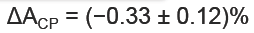 ΔA_CP = (−0.33 ± 0.12)%